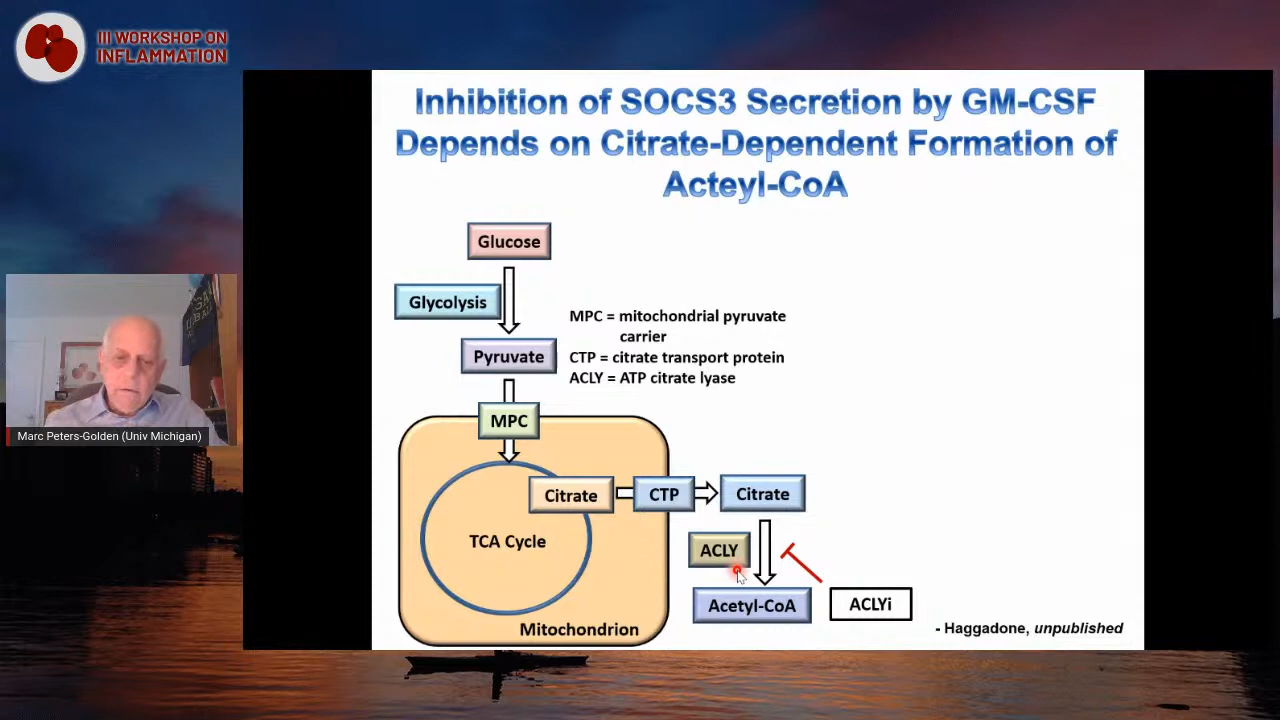 III WORKSHOP ON
INFLAMMATION
Inhibition of SOCS3 Secretion by GM-CSF
Depends on Citrate-Dependent Formation of
Acteyl-CoA
Glucose
Glycolysis
MPC = mitochondrial pyruvate
carrier
CTP = citrate transport protein
ACLY = ATP citrate lyase
Pyruvate
MPC
Citrate
CTP
Citrate
TCA Cycle
ACLY
Acetyl-CoA
ACLYi
Mitochondrion
- Haggadone, unpublished
Marc Peters-Golden (Univ Michigan)